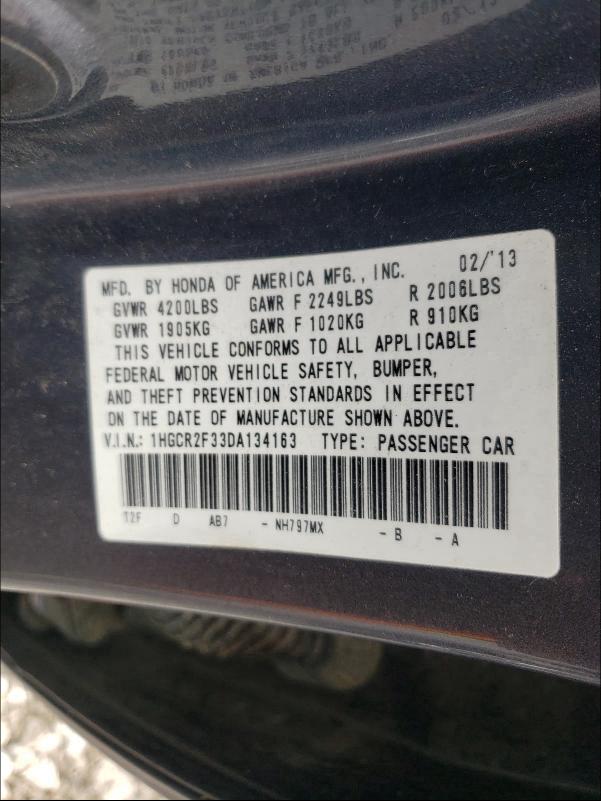 MFD. BY HONDA OF AMERICA MFG., INC. 02/'13
GVWR 4200LBS GAWR F 2249LBS R 2006LBS
GVWR 1905KG GAWR F 1020KG R 910KG
THIS VEHICLE CONFORMS TO ALL APPLICABLE
FEDERAL MOTOR VEHICLE SAFETY, BUMPER,
AND THEFT PREVENTION STANDARDS IN EFFECT
ON THE DATE OF MANUFACTURE SHOWN ABOVE.
V.I.N.: 1HGCR2F33DA134163 TYPE: PASSENGER CAR
T2F D AB7 - NH797MX - B - A